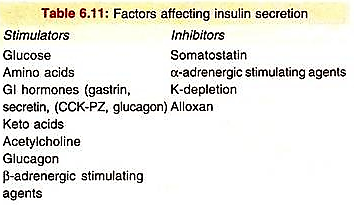 Table 6.11: Factors affecting insulin secretion
Stimulators Inhibitors
Glucose Somatostatin
Amino acids α-adrenergic stimulating agents
GI hormones (gastrin, K-depletion
secretin, (CCK-PZ, glucagon) Alloxan
Keto acids
Acetylcholine
Glucagon
β-adrenergic stimulating
agents